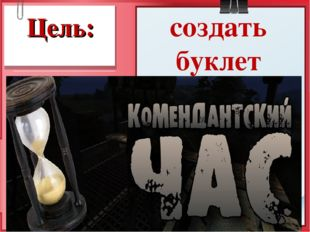 Цель:
создать
буклет
КОМЕНДАНТСКИЙ
ЧАС